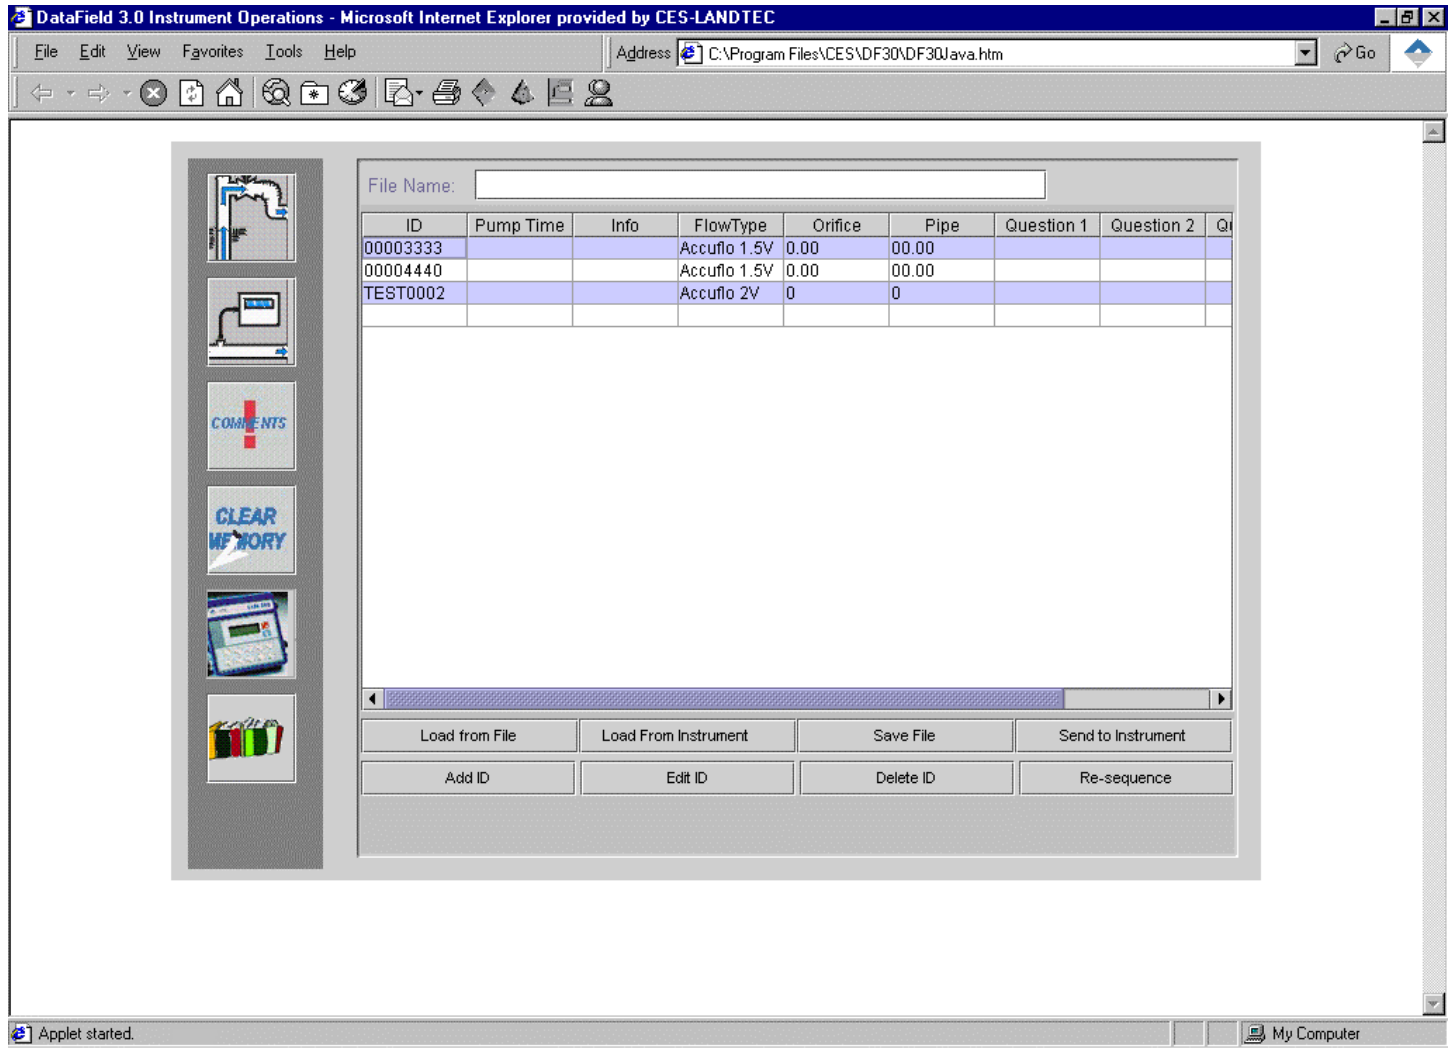 DataField 3.0 Instrument Operations - Microsoft Internet Explorer provided by CES-LANDTEC
File Edit View Favorites Tools Help Address C:\Program Files\CES\DF30\DF30Java.htm Go
File Name:
ID Pump Time Info FlowType Orifice Pipe Question 1 Question 2
00003333 Accuflo 1.5V 0.00 00.00
00004440 Accuflo 1.5V 0.00 00.00
TEST0002 Accuflo 2V 0 0
COMMENTS
!
CLEAR
MEMORY
Load from File Load From Instrument Save File Send to Instrument
Add ID Edit ID Delete ID Re-sequence
Applet started. My Computer